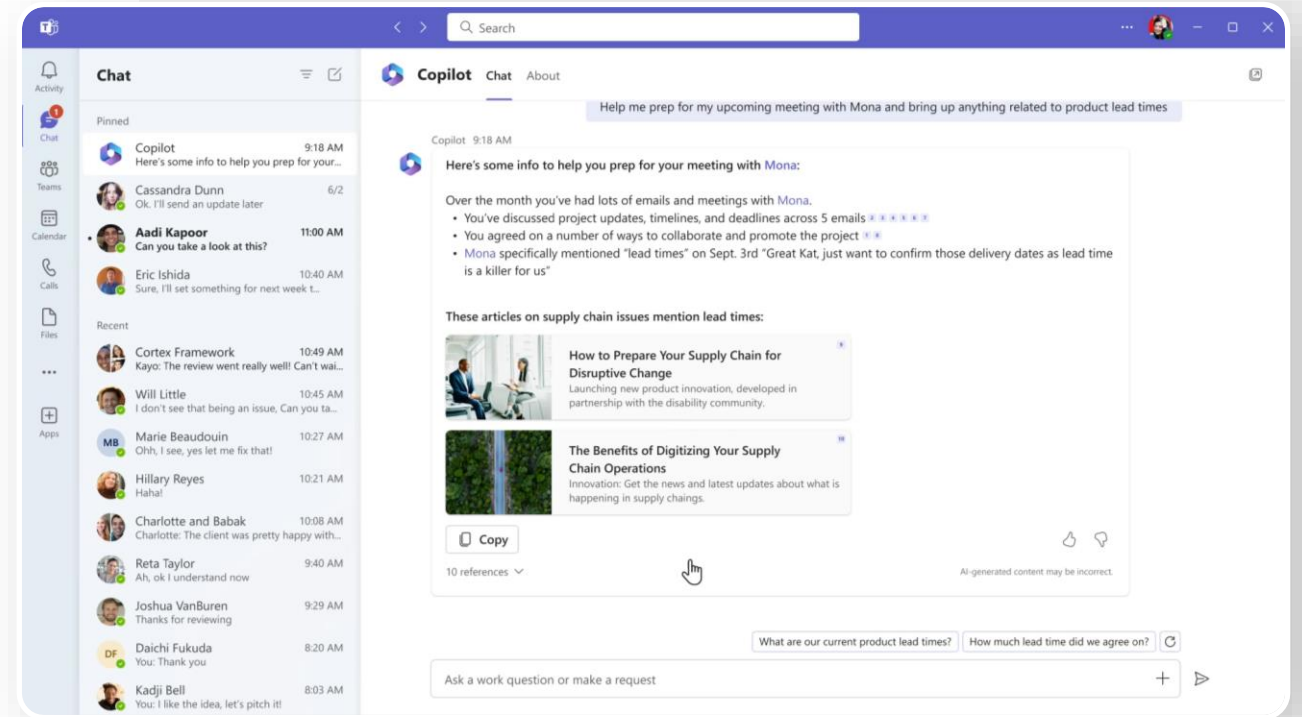 Search
Activity
1
Chat
Teams
Calendar
Calls
Files
Apps
Chat
Pinned
Copilot 9:18 AM
Here's some info to help you prep for your...
Cassandra Dunn 6/2
Ok. I'll send an update later
Aadi Kapoor 11:00 AM
Can you take a look at this?
Eric Ishida 10:40 AM
Sure, I'll set something for next week t...
Recent
Cortex Framework 10:49 AM
Kayo: The review went really well! Can't wai...
Will Little 10:45 AM
I don't see that being an issue, Can you ta...
MB
Marie Beaudouin 10:27 AM
Ohh, I see, yes let me fix that!
Hillary Reyes 10:21 AM
Haha!
Charlotte and Babak 10:08 AM
Charlotte: The client was pretty happy with...
Reta Taylor 9:40 AM
Ah, ok I understand now
Joshua VanBuren 9:29 AM
Thanks for reviewing
DF
Daichi Fukuda 8:20 AM
You: Thank you
Kadji Bell 8:03 AM
You: I like the idea, let's pitch it!
Copilot Chat About
Help me prep for my upcoming meeting with Mona and bring up anything related to product lead times
Copilot 9:18 AM
Here's some info to help you prep for your meeting with Mona:
Over the month you've had lots of emails and meetings with Mona.
• You've discussed project updates, timelines, and deadlines across 5 emails
• You agreed on a number of ways to collaborate and promote the project
• Mona specifically mentioned "lead times" on Sept. 3rd "Great Kat, just want to confirm those delivery dates as lead time
is a killer for us"
These articles on supply chain issues mention lead times:
How to Prepare Your Supply Chain for
Disruptive Change
Launching new product innovation, developed in
partnership with the disability community.
The Benefits of Digitizing Your Supply
Chain Operations
Innovation: Get the news and latest updates about what is
happening in supply chaings.
Copy
10 references
AI-generated content may be incorrect.
What are our current product lead times? How much lead time did we agree on?
Ask a work question or make a request